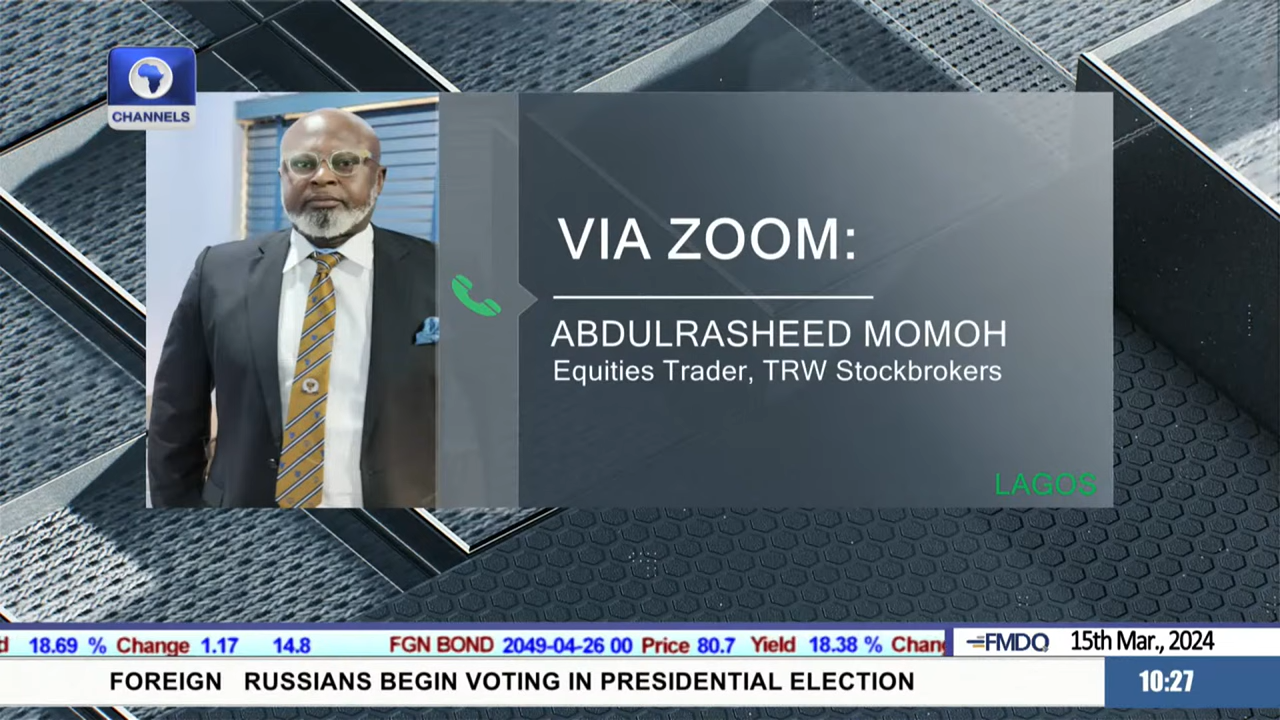 CHANNELS
VIA ZOOM:
ABDULRASHEED MOMOH
Equities Trader, TRW Stockbrokers
LAGOS
18.69 % Change 1.17 14.8 FGN BOND 2049-04-26 00 Price 80.7 Yield 18.38 %
FMDQ 15th Mar., 2024
FOREIGN RUSSIANS BEGIN VOTING IN PRESIDENTIAL ELECTION
10:27